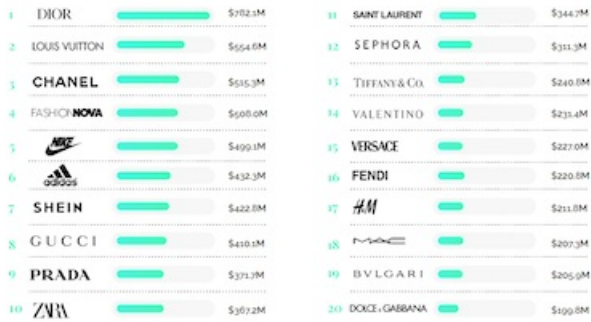 1 DIOR $782.1M
2 LOUIS VUITTON $554.6M
3 CHANEL $515.3M
4 FASHIONNOVA $508.0M
5 NIKE $499.1M
6 adidas $432.3M
7 SHEIN $422.8M
8 GUCCI $410.1M
9 PRADA $371.7M
10 ZARA $367.2M
11 SAINT LAURENT $344.7M
12 SEPHORA $311.3M
13 TIFFANY & CO. $240.8M
14 VALENTINO $231.4M
15 VERSACE $227.0M
16 FENDI $220.8M
17 H&M $211.8M
18 MAC $207.3M
19 BVLGARI $205.9M
20 DOLCE & GABBANA $199.8M